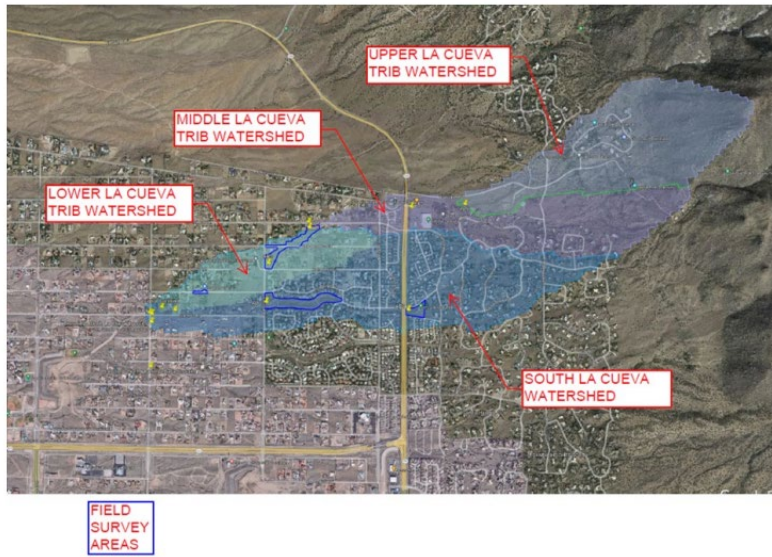 UPPER LA CUEVA
TRIB WATERSHED
MIDDLE LA CUEVA
TRIB WATERSHED
LOWER LA CUEVA
TRIB WATERSHED
SOUTH LA CUEVA
WATERSHED
FIELD
SURVEY
AREAS